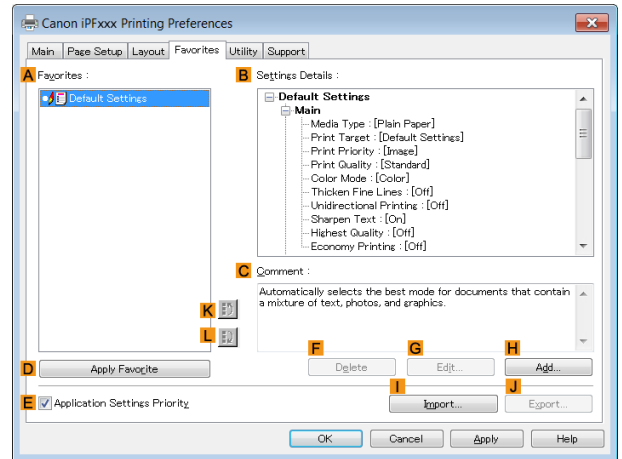 Canon iPFxxx Printing Preferences
Main Page Setup Layout Favorites Utility Support
A Favorites :
B Settings Details :
Default Settings
Default Settings
Main
Media Type : [Plain Paper]
Print Target : [Default Settings]
Print Priority : [Image]
Print Quality : [Standard]
Color Mode : [Color]
Thicken Fine Lines : [Off]
Unidirectional Printing : [Off]
Sharpen Text : [On]
Highest Quality : [Off]
Economy Printing : [Off]
C Comment :
Automatically selects the best mode for documents that contain
a mixture of text, photos, and graphics.
K
L
F G H
D Apply Favorite Delete Edit... Add...
I J
E Application Settings Priority Import... Export...
OK Cancel Apply Help